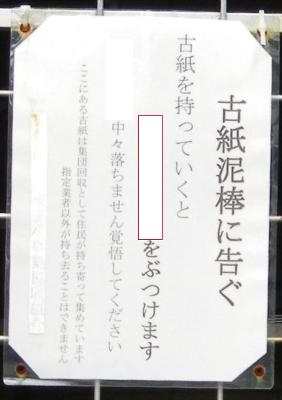 古紙泥棒に告ぐ
古紙を持っていくと
をぶつけます
中々落ちません覚悟してください
ここにある古紙は集団回収として住民が持ち寄って集めています
指定業者以外が持ち去ることはできません